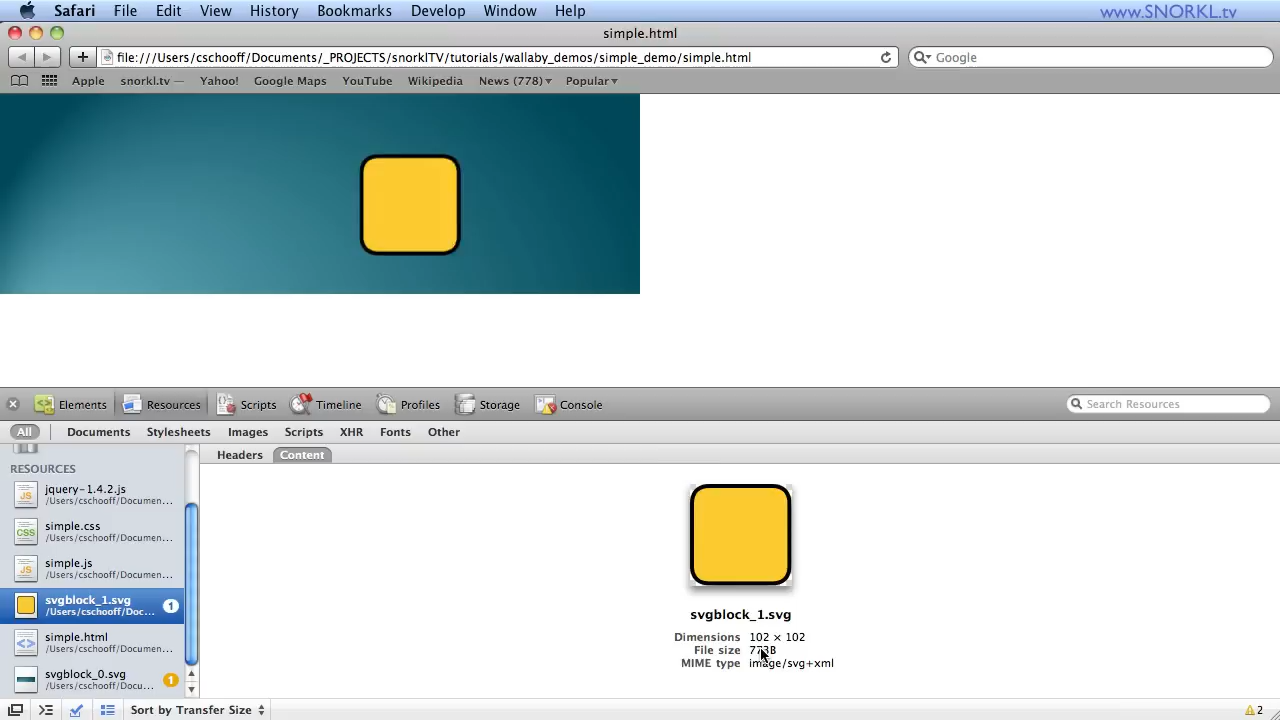 Safari File Edit View History Bookmarks Develop Window Help www.SNORKL.tv
simple.html
file:///Users/cschooff/Documents/_PROJECTS/snorklTV/tutorials/wallaby_demos/simple_demo/simple.html Google
Apple snorkl.tv — Yahoo! Google Maps YouTube Wikipedia News (778)▾ Popular▾
Elements Resources Scripts Timeline Profiles Storage Console Search Resources
All Documents Stylesheets Images Scripts XHR Fonts Other
Headers Content
RESOURCES
jquery-1.4.2.js
/Users/cschooff/Documen...
simple.css
/Users/cschooff/Documen...
simple.js
/Users/cschooff/Documen...
svgblock_1.svg 1
/Users/cschooff/Doc...
simple.html
/Users/cschooff/Documen...
svgblock_0.svg 1
/Users/cschooff/Docu...
svgblock_1.svg
Dimensions 102 × 102
File size
MIME type image/svg+xml
Sort by Transfer Size 2